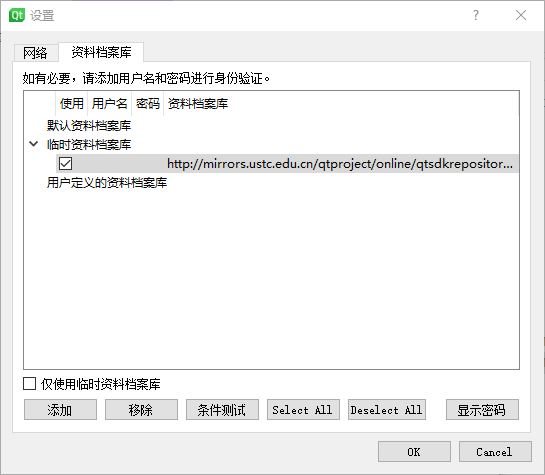 Qt 设置
网络 资料档案库
如有必要，请添加用户名和密码进行身份验证。
使用 用户名 密码 资料档案库
默认资料档案库
临时资料档案库
http://mirrors.ustc.edu.cn/qtproject/online/qtsdkrepositor...
用户定义的资料档案库
仅使用临时资料档案库
添加 移除 条件测试 Select All Deselect All 显示密码
OK Cancel